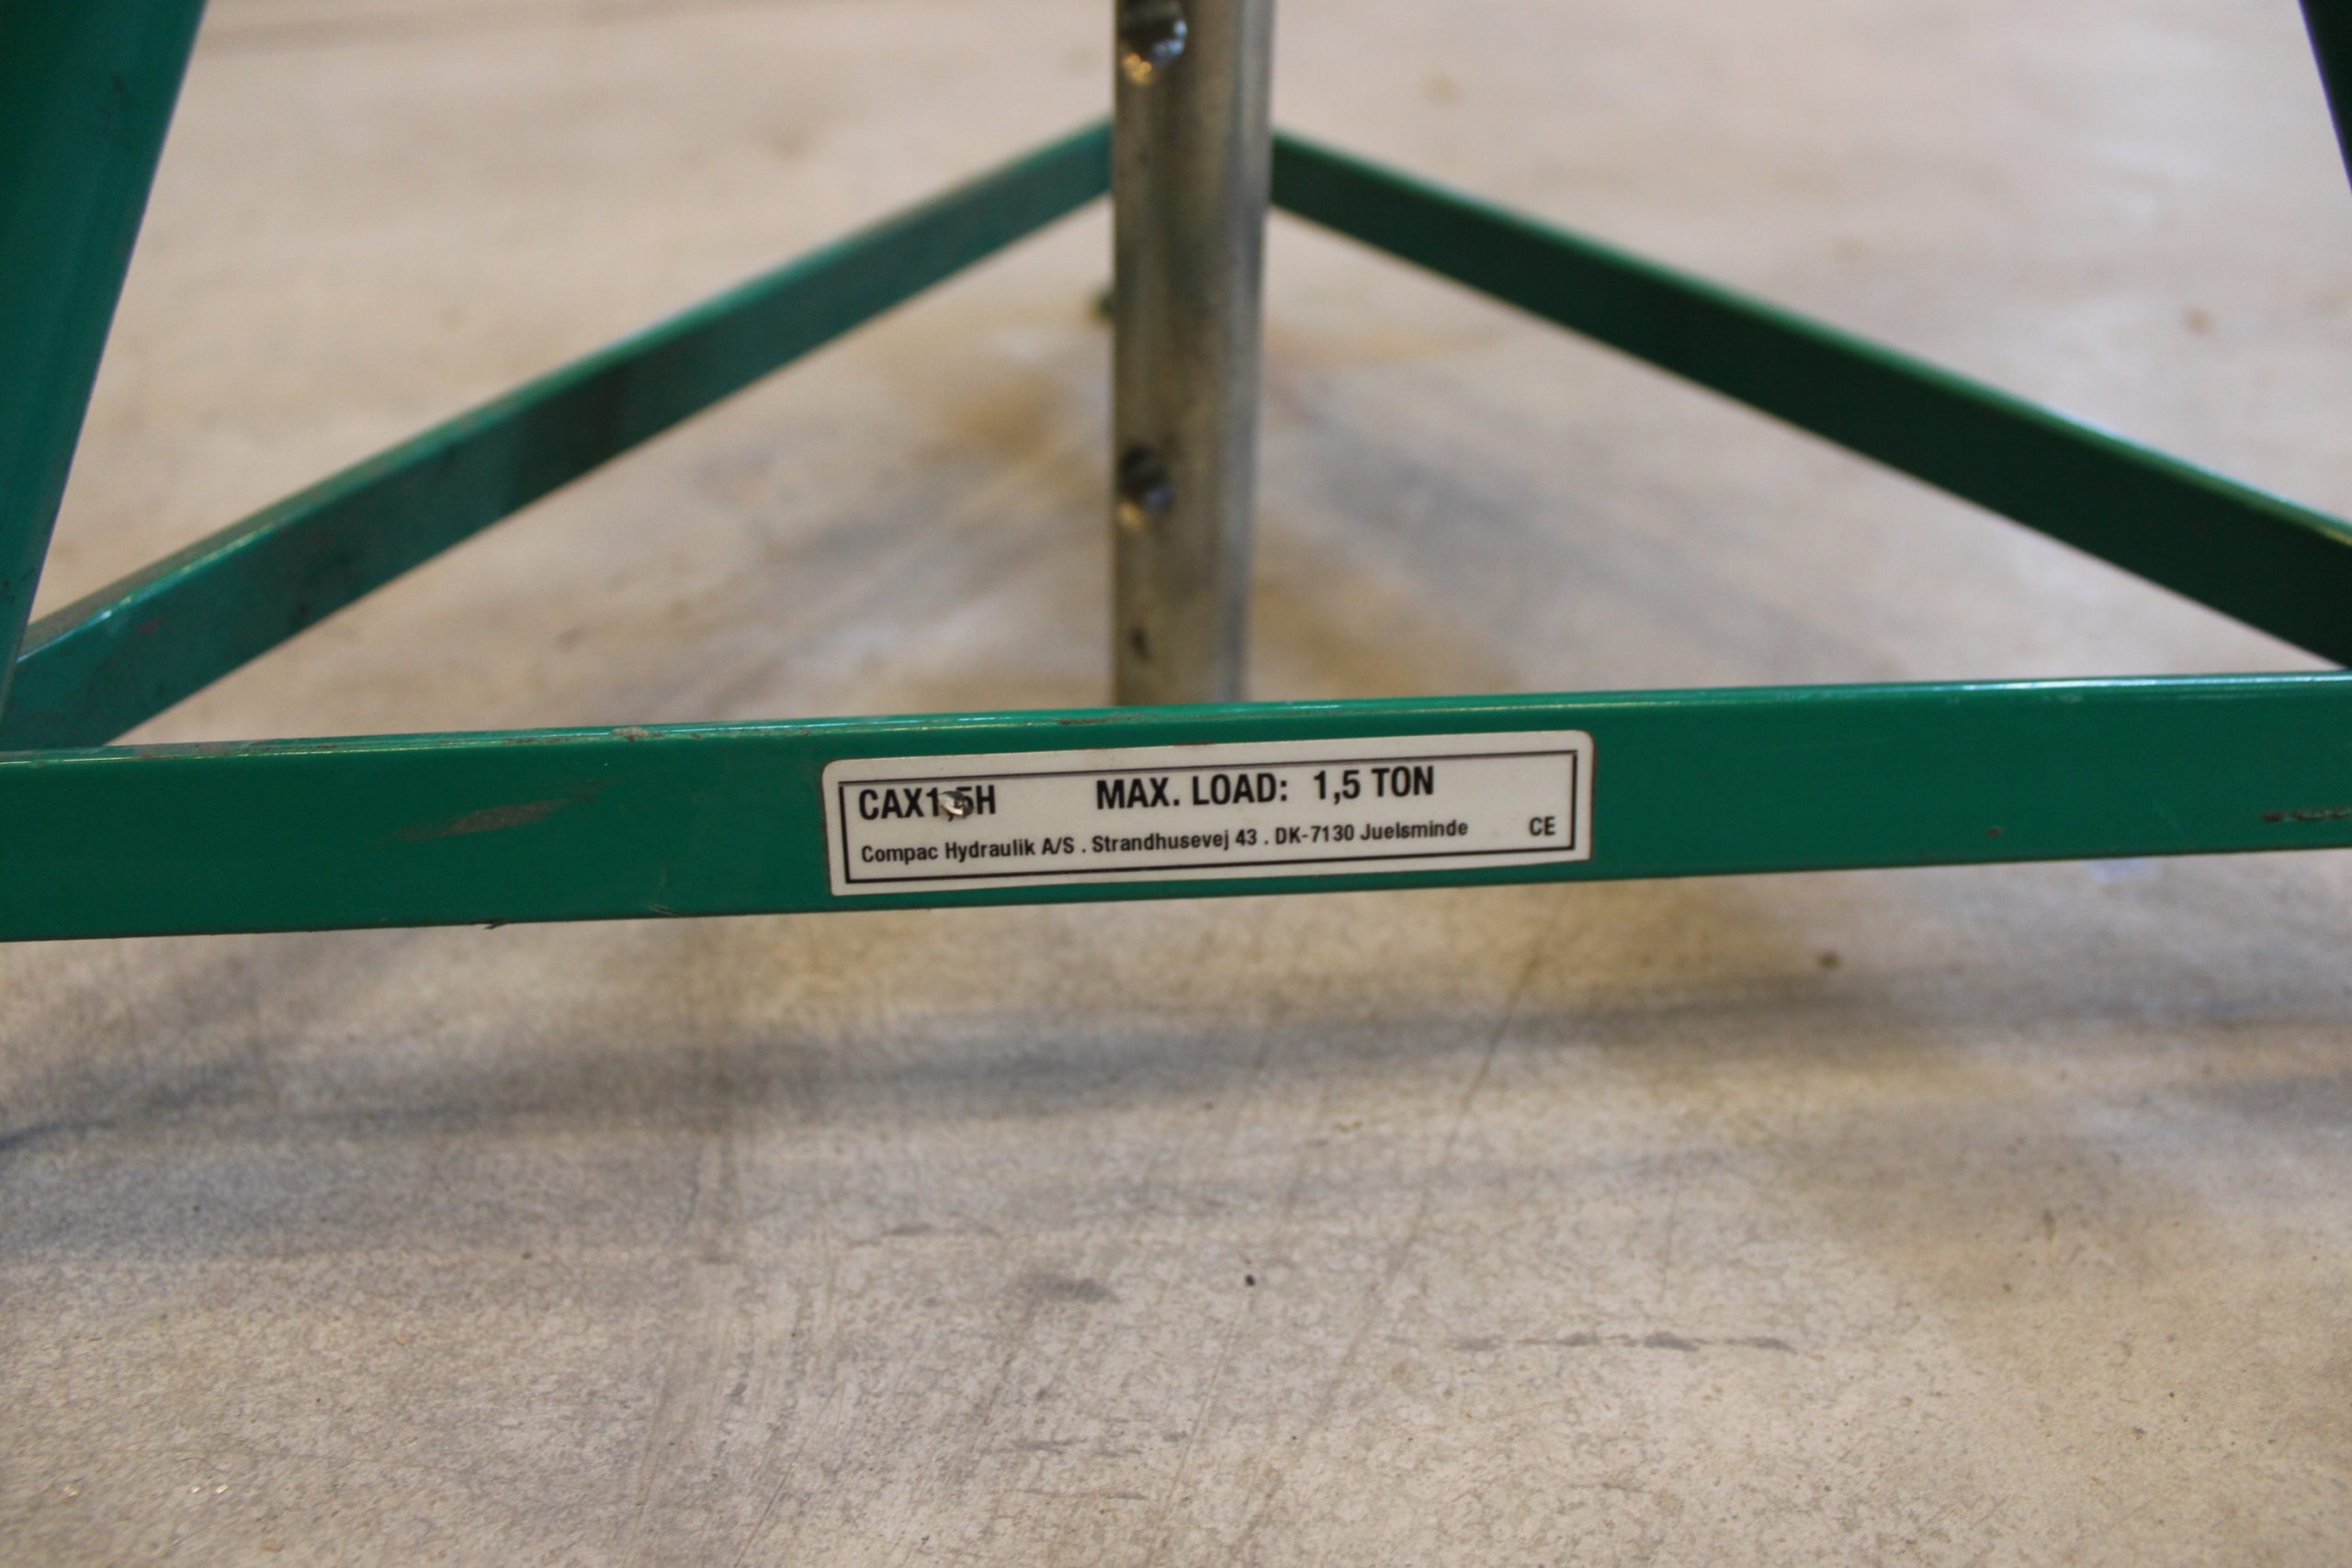 CAX1,5H MAX. LOAD: 1,5 TON
Compac Hydraulik A/S . Strandhusevej 43 . DK-7130 Juelsminde CE